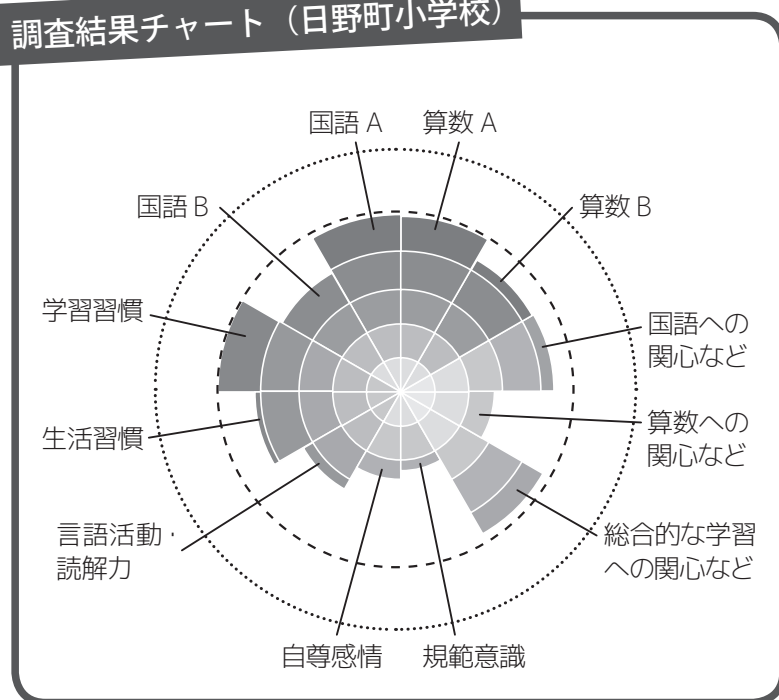 調査結果チャート（日野町小学校）
国語 A
算数 A
国語 B
算数 B
学習習慣
国語への
関心など
生活習慣
算数への
関心など
言語活動・
読解力
総合的な学習
への関心など
自尊感情
規範意識